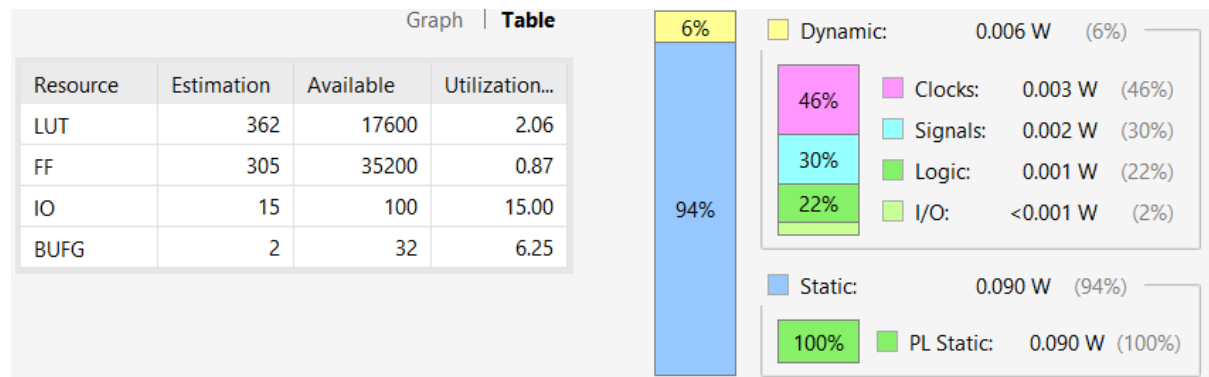 Graph | Table
Resource Estimation Available Utilization...
LUT 362 17600 2.06
FF 305 35200 0.87
IO 15 100 15.00
BUFG 2 32 6.25
6%
94%
Dynamic: 0.006 W (6%)
46%
30%
22%
Clocks: 0.003 W (46%)
Signals: 0.002 W (30%)
Logic: 0.001 W (22%)
I/O: <0.001 W (2%)
Static: 0.090 W (94%)
100%
PL Static: 0.090 W (100%)